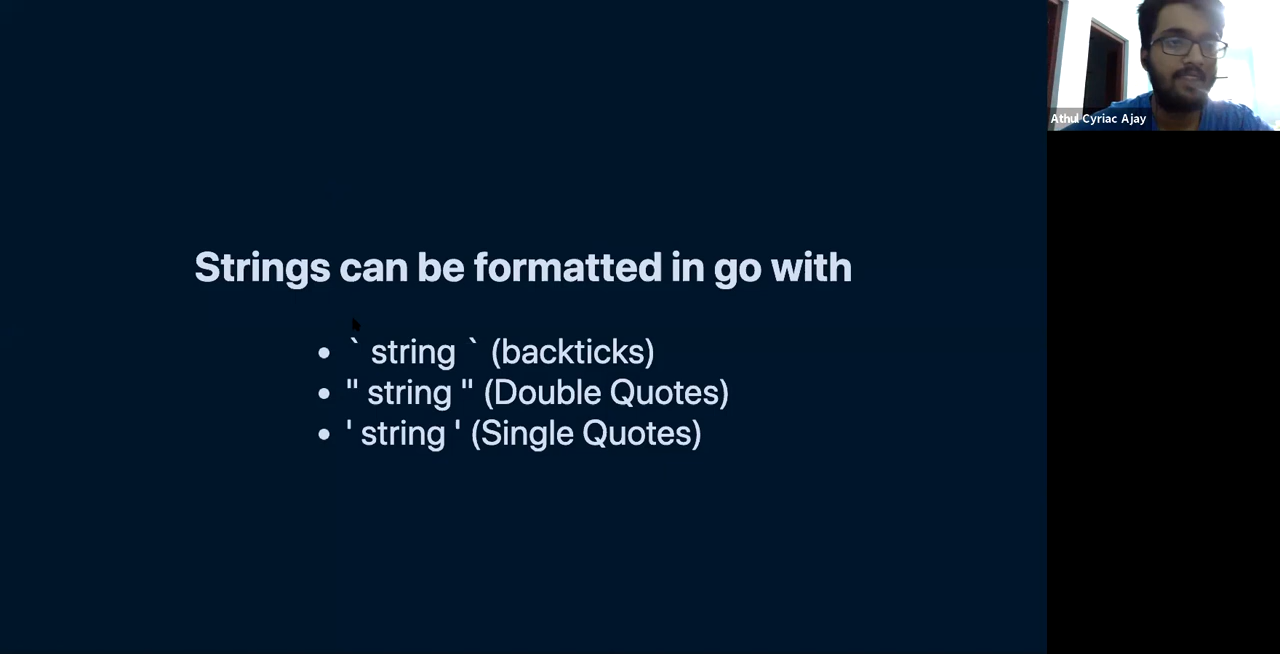 Athul Cyriac Ajay
Strings can be formatted in go with
• ` string ` (backticks)
• " string " (Double Quotes)
• ' string ' (Single Quotes)